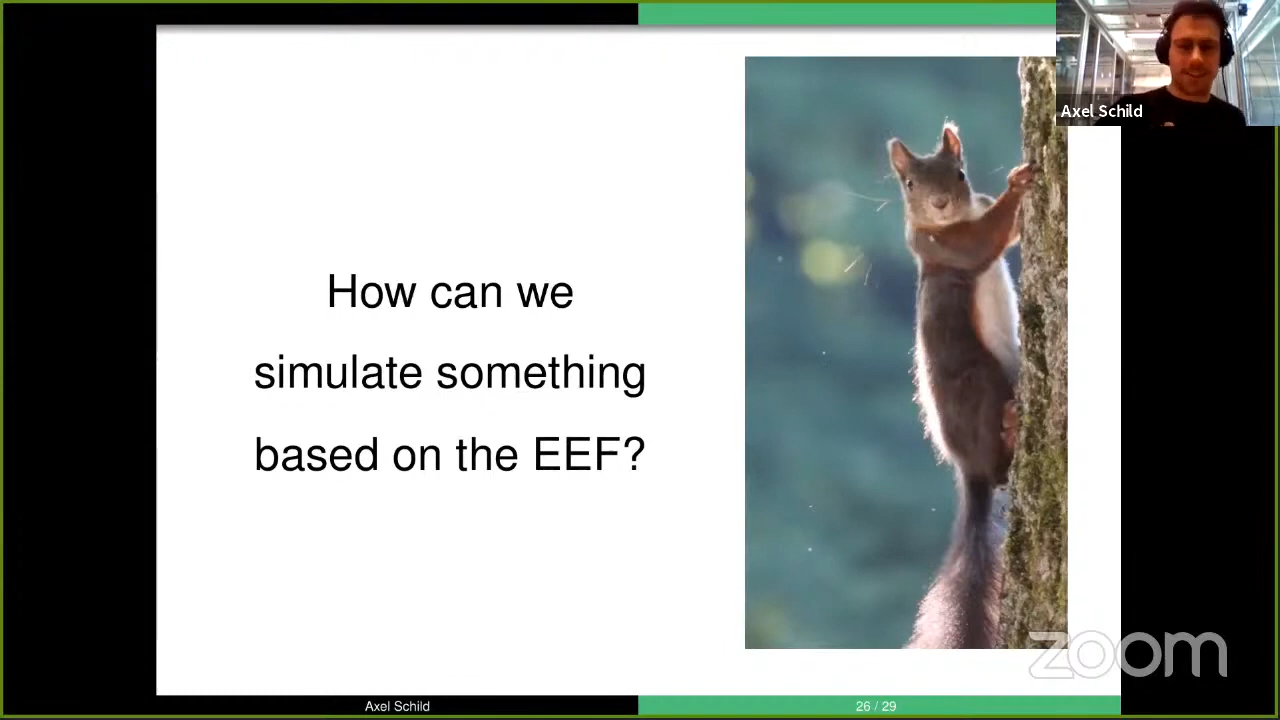 Axel Schild
How can we
simulate something
based on the EEF?
zoom
Axel Schild
26 / 29